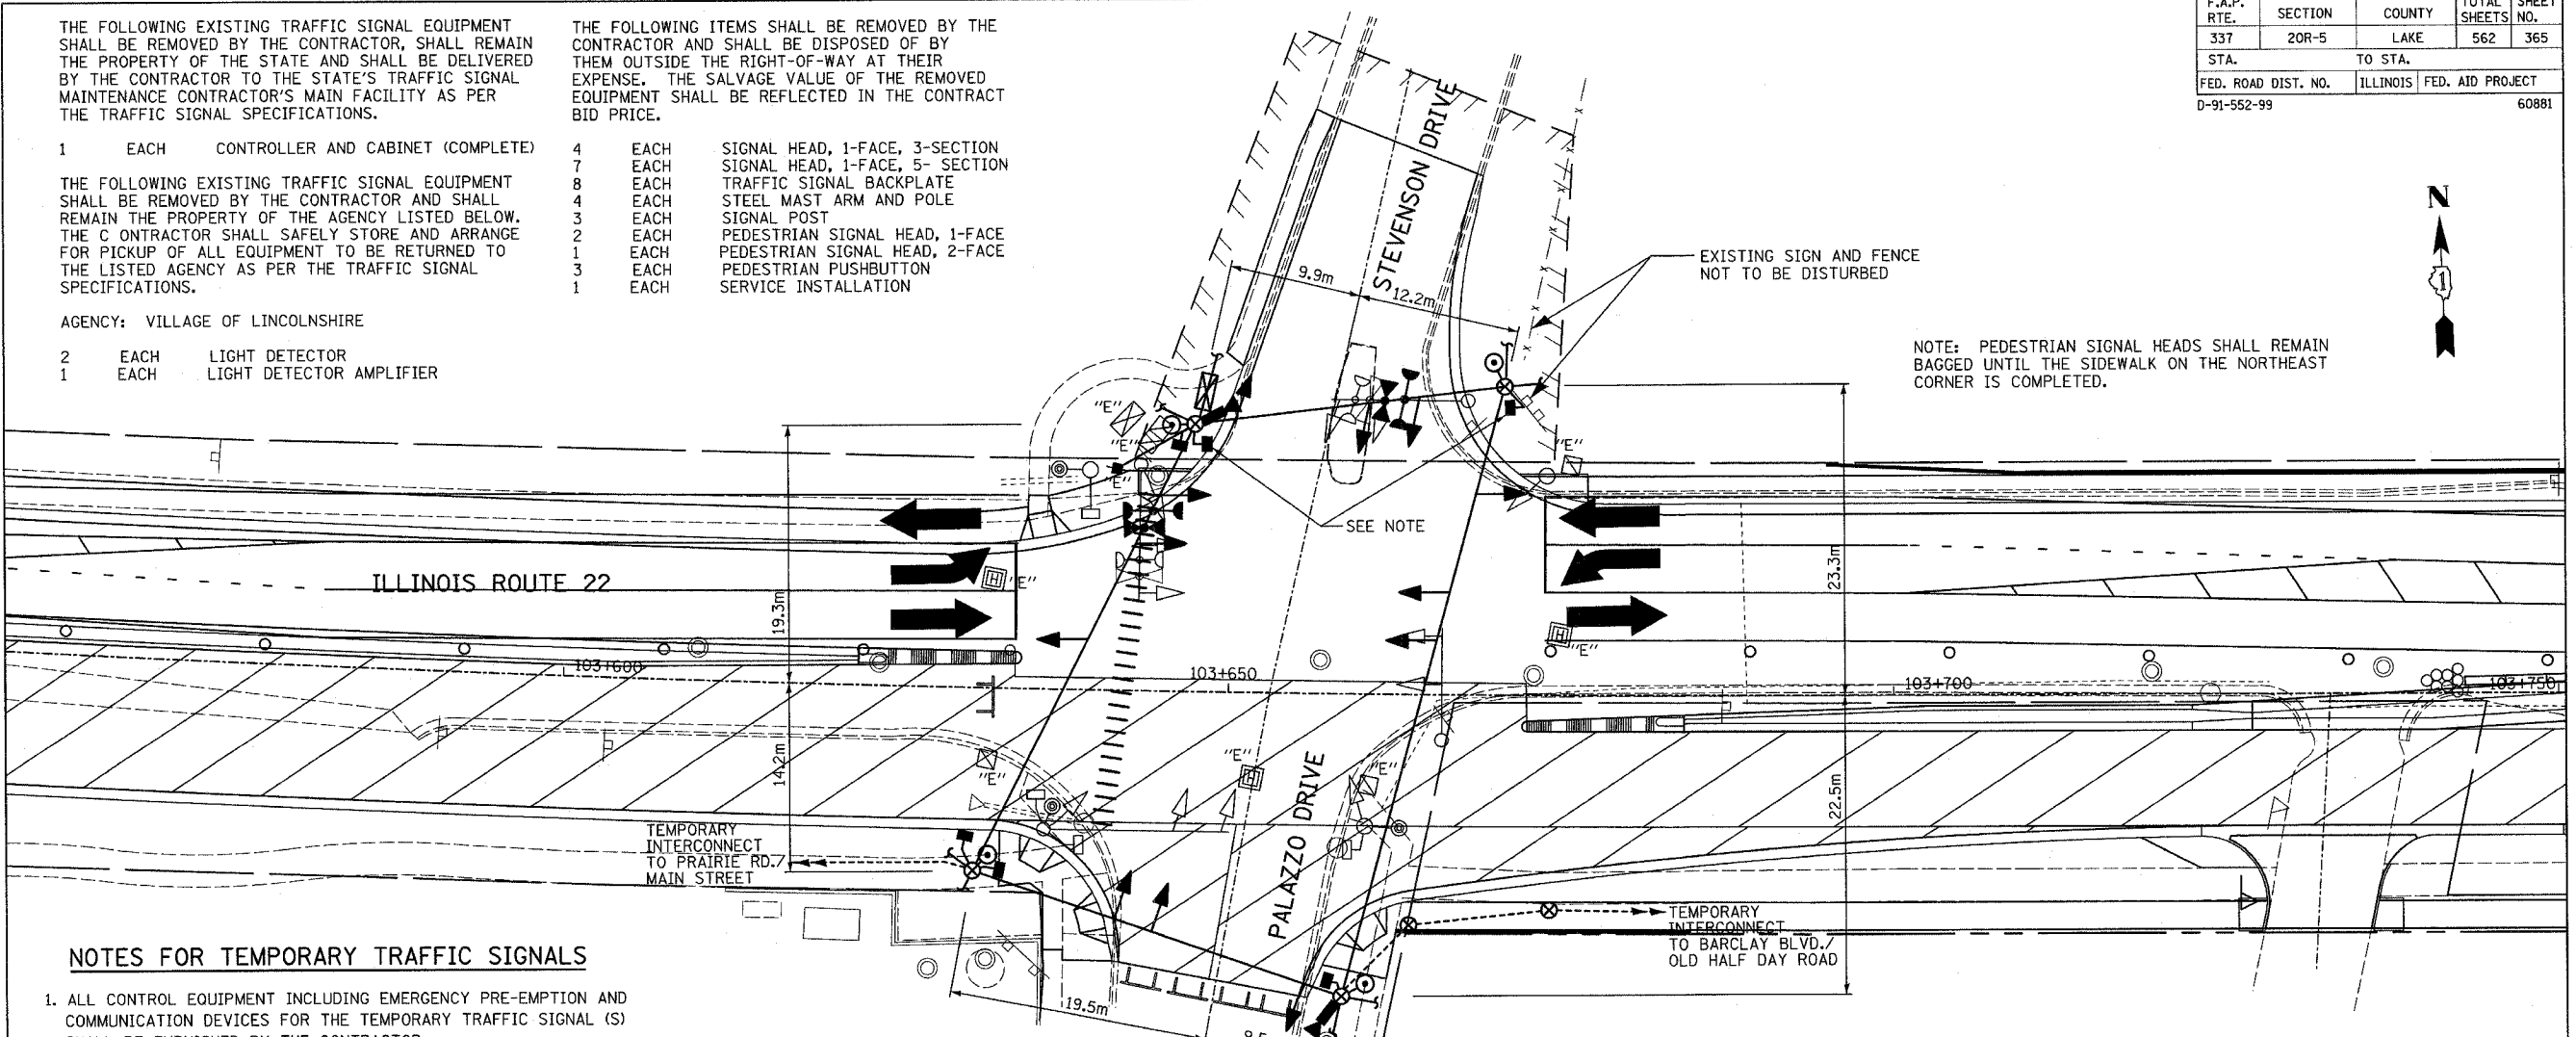 THE FOLLOWING EXISTING TRAFFIC SIGNAL EQUIPMENT
SHALL BE REMOVED BY THE CONTRACTOR, SHALL REMAIN
THE PROPERTY OF THE STATE AND SHALL BE DELIVERED
BY THE CONTRACTOR TO THE STATE'S TRAFFIC SIGNAL
MAINTENANCE CONTRACTOR'S MAIN FACILITY AS PER
THE TRAFFIC SIGNAL SPECIFICATIONS.
1 EACH CONTROLLER AND CABINET (COMPLETE)
THE FOLLOWING EXISTING TRAFFIC SIGNAL EQUIPMENT
SHALL BE REMOVED BY THE CONTRACTOR AND SHALL
REMAIN THE PROPERTY OF THE AGENCY LISTED BELOW.
THE C ONTRACTOR SHALL SAFELY STORE AND ARRANGE
FOR PICKUP OF ALL EQUIPMENT TO BE RETURNED TO
THE LISTED AGENCY AS PER THE TRAFFIC SIGNAL
SPECIFICATIONS.
AGENCY: VILLAGE OF LINCOLNSHIRE
2 EACH LIGHT DETECTOR
1 EACH LIGHT DETECTOR AMPLIFIER
THE FOLLOWING ITEMS SHALL BE REMOVED BY THE
CONTRACTOR AND SHALL BE DISPOSED OF BY
THEM OUTSIDE THE RIGHT-OF-WAY AT THEIR
EXPENSE. THE SALVAGE VALUE OF THE REMOVED
EQUIPMENT SHALL BE REFLECTED IN THE CONTRACT
BID PRICE.
4 EACH SIGNAL HEAD, 1-FACE, 3-SECTION
7 EACH SIGNAL HEAD, 1-FACE, 5- SECTION
8 EACH TRAFFIC SIGNAL BACKPLATE
4 EACH STEEL MAST ARM AND POLE
3 EACH SIGNAL POST
2 EACH PEDESTRIAN SIGNAL HEAD, 1-FACE
1 EACH PEDESTRIAN SIGNAL HEAD, 2-FACE
3 EACH PEDESTRIAN PUSHBUTTON
1 EACH SERVICE INSTALLATION
F.A.P. RTE. SECTION COUNTY TOTAL SHEETS SHEET NO.
337 20R-5 LAKE 562 365
STA. TO STA.
FED. ROAD DIST. NO. ILLINOIS FED. AID PROJECT
D-91-552-99 60881
N
1
STEVENSON DRIVE
9.9m
12.2m
EXISTING SIGN AND FENCE
NOT TO BE DISTURBED
NOTE: PEDESTRIAN SIGNAL HEADS SHALL REMAIN
BAGGED UNTIL THE SIDEWALK ON THE NORTHEAST
CORNER IS COMPLETED.
"E"
"E"
"E"
"E"
SEE NOTE
ILLINOIS ROUTE 22
H "E"
19.3m
23.3m
H "E"
103+600
103+650
103+700
103+750
14.2m
"E"
"E"
H
"E"
22.5m
PALAZZO DRIVE
TEMPORARY
INTERCONNECT
TO PRAIRIE RD./
MAIN STREET
TEMPORARY
INTERCONNECT
TO BARCLAY BLVD./
OLD HALF DAY ROAD
19.5m
NOTES FOR TEMPORARY TRAFFIC SIGNALS
1. ALL CONTROL EQUIPMENT INCLUDING EMERGENCY PRE-EMPTION AND
COMMUNICATION DEVICES FOR THE TEMPORARY TRAFFIC SIGNAL (S)
SHALL BE FURNISHED BY THE CONTRACTOR